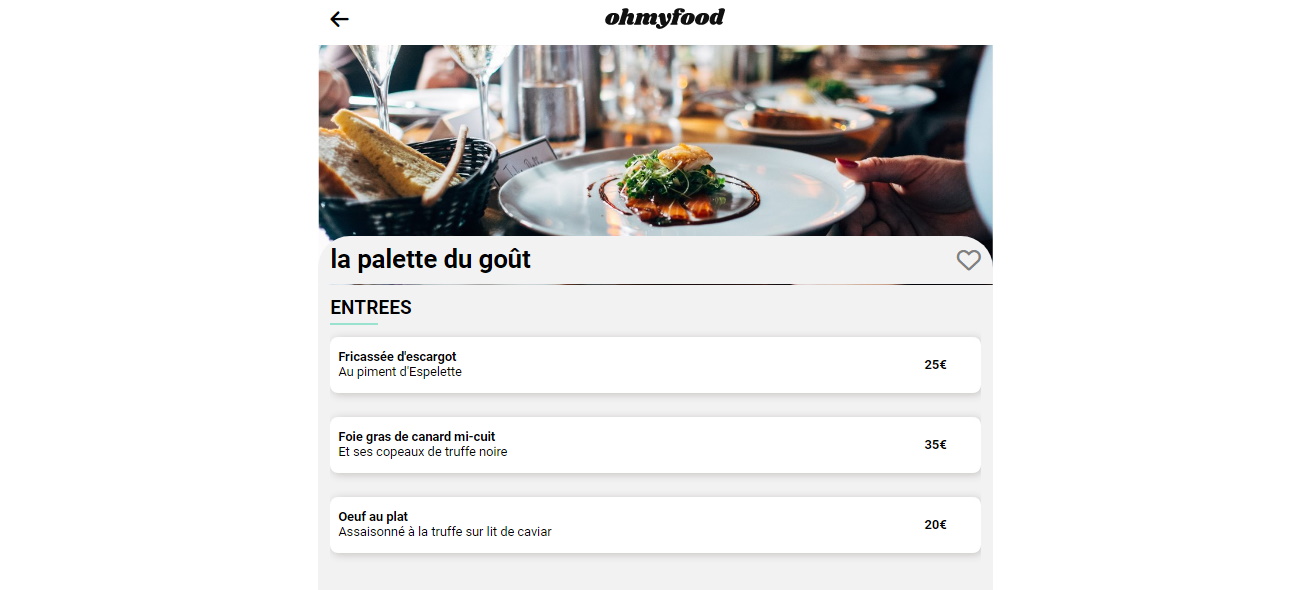 ohmyfood
la palette du goût
ENTREES
Fricassée d'escargot
Au piment d'Espelette
25€
Foie gras de canard mi-cuit
Et ses copeaux de truffe noire
35€
Oeuf au plat
Assaisonné à la truffe sur lit de caviar
20€